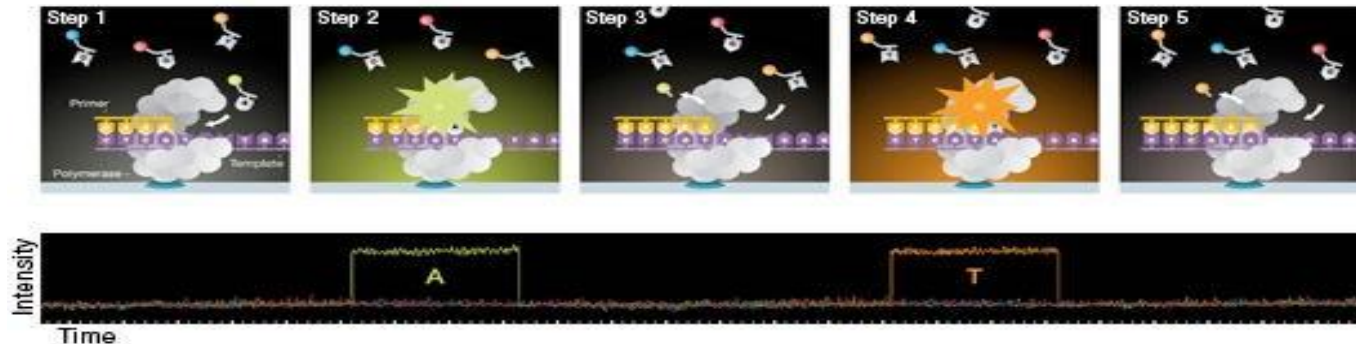 Step 1
Step 2
Step 3
Step 4
Step 5
Primer
Template
Polymerase
Intensity
A
T
Time